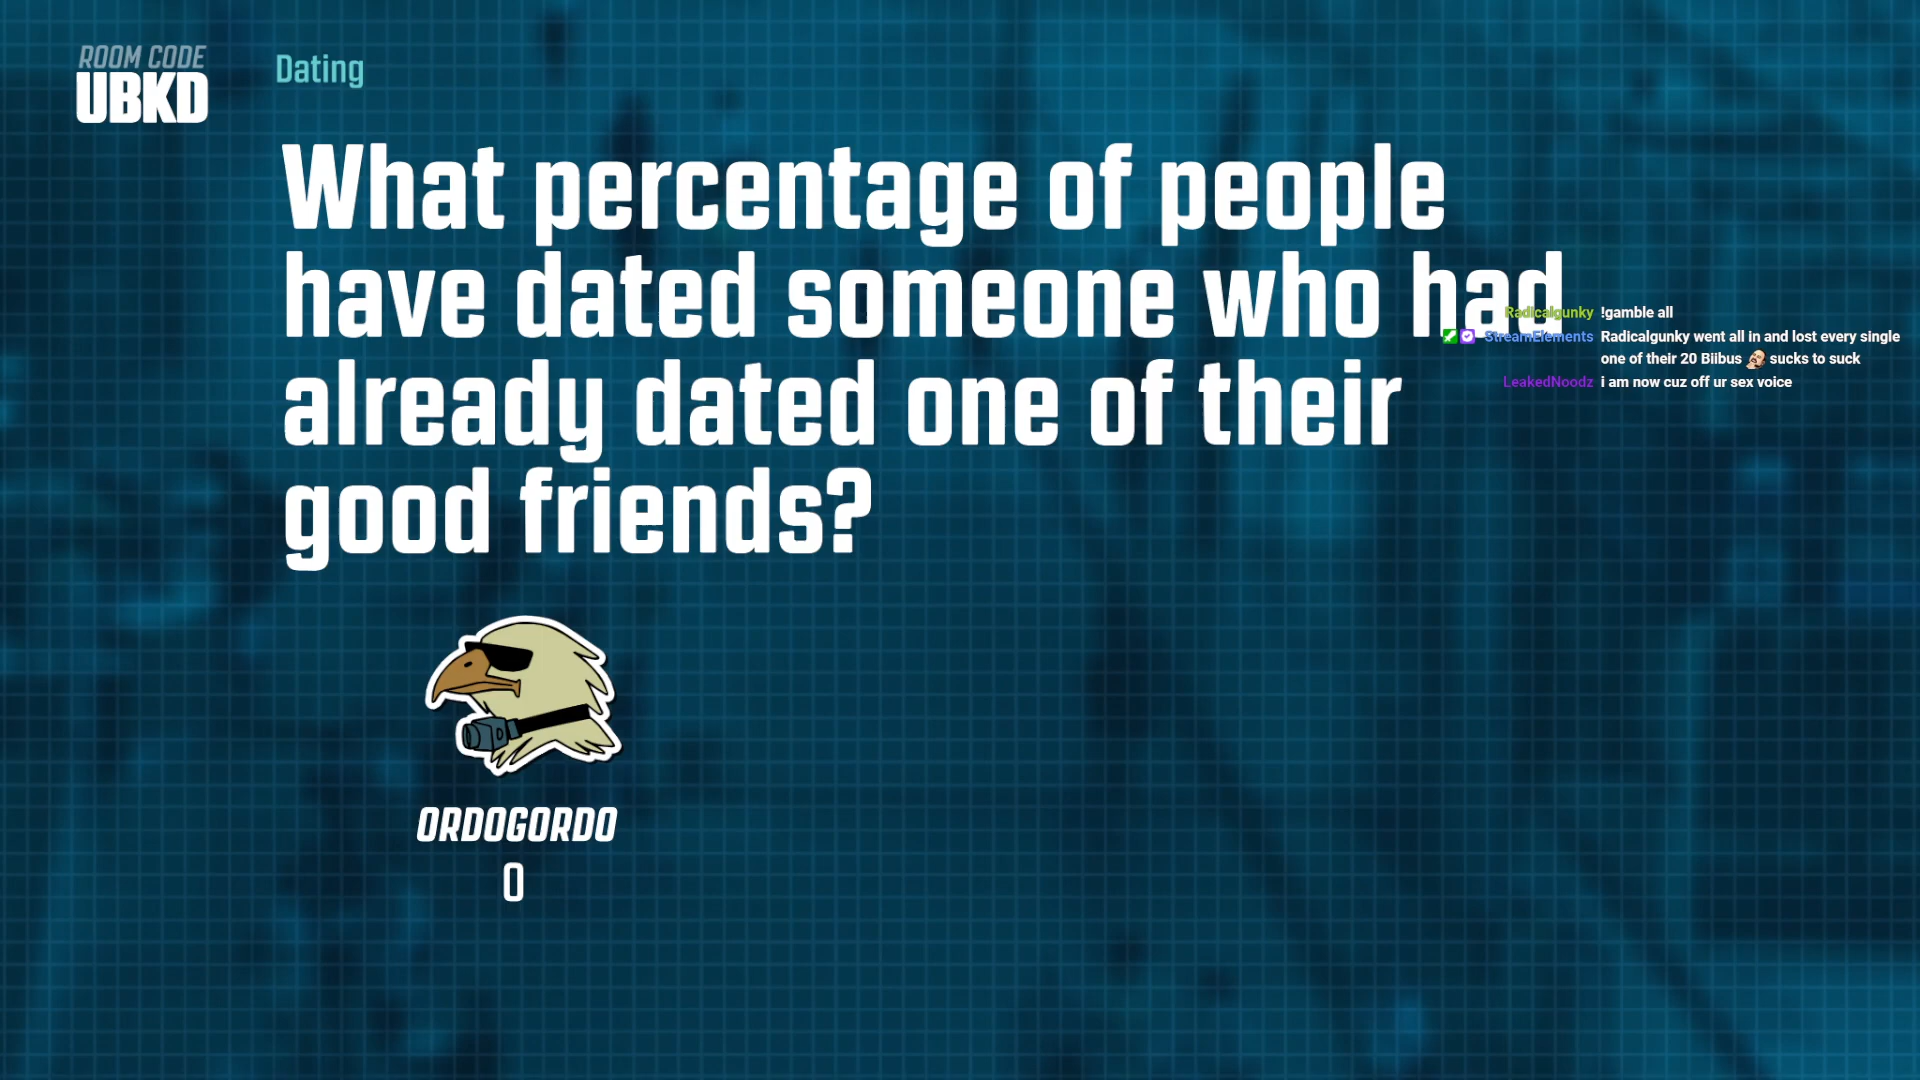 ROOM CODE
UBKD
Dating
What percentage of people
have dated someone who had
already dated one of their
good friends?
Radicalgunky !gamble all
StreamElements Radicalgunky went all in and lost every single
one of their 20 Biibus sucks to suck
LeakedNoodz i am now cuz off ur sex voice
ORDOGORDO
0